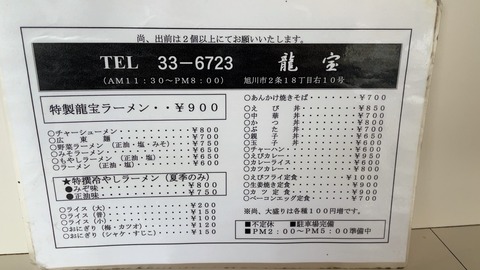 尚、出前は２個以上にてお願いいたします。
TEL 33−6723 龍宝
（AM１１：３０〜PM８：００） 旭川市２条１８丁目右１０号
特製龍宝ラーメン・・￥９００
○チャーシューメン・・・・・・・・￥８００
○広東麺・・・・・・・・￥７００
○野菜ラーメン（正油・塩・みそ）・・￥７５０
○みそラーメン・・・・・・・・￥６５０
○もやしラーメン（正油・塩）・・・・￥６５０
○ラーメン（正油・塩）・・・・・・￥６００
★特撰冷やしラーメン（夏季のみ）
●みそ味・・・・・・・・￥８００
●正油味・・・・・・・・￥７５０
○ライス（大）・・・・・・・・￥２００
○ライス（普）・・・・・・・・￥１５０
○ライス（小）・・・・・・・・￥１００
○おにぎり（梅・カツオ）・・・・￥１２０
○おにぎり（シャケ・すじこ）・・￥１５０
○あんかけ焼きそば・・・・・・￥７００
○えび丼・・・・・・・・￥８５０
○中華丼・・・・・・・・￥７００
○かつ丼・・・・・・・・￥８００
○ぶた丼・・・・・・・・￥７００
○親子丼・・・・・・・・￥６５０
○玉子丼・・・・・・・・￥６００
○チャーハン・・・・・・・・￥６００
○えびカレー・・・・・・・・￥９５０
○カレーライス・・・・・・・・￥６００
○カツカレー・・・・・・・・￥８５０
○えびフライ定食・・・・・・￥１０００
○生姜焼き定食・・・・・・￥９００
○カツ定食・・・・・・・・￥９００
○ベーコンエッグ定食・・・・￥７００
※尚、大盛りは各種１００円増です。
■不定休 ■駐車場完備
■PM２：００〜PM５：００準備中